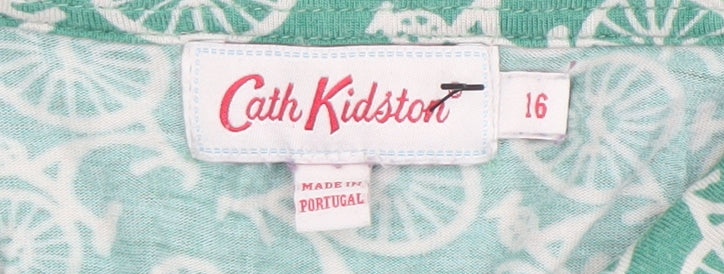 Cath Kidston
16
MADE IN
PORTUGAL